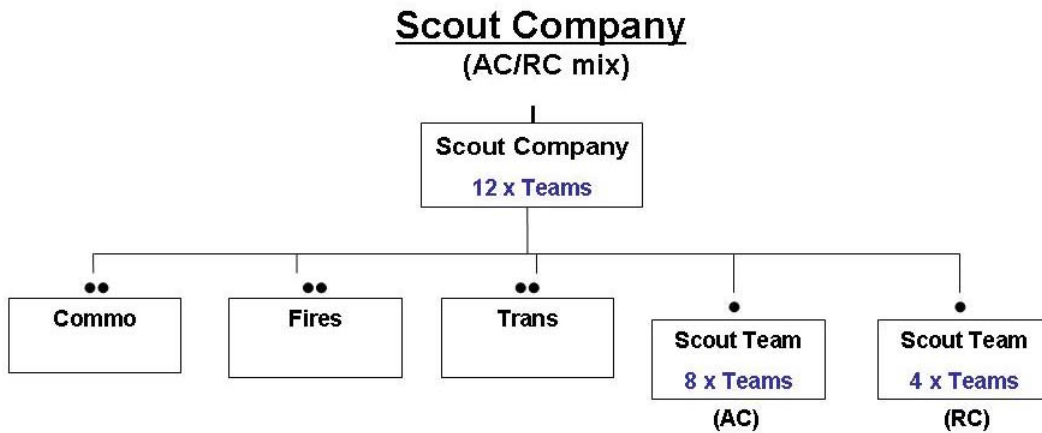 Scout Company
(AC/RC mix)
Scout Company
12 x Teams
Commo
Fires
Trans
Scout Team
8 x Teams
(AC)
Scout Team
4 x Teams
(RC)